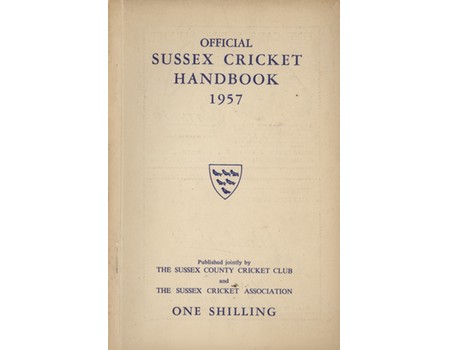 OFFICIAL
SUSSEX CRICKET
HANDBOOK
1957
Published jointly by
THE SUSSEX COUNTY CRICKET CLUB
and
THE SUSSEX CRICKET ASSOCIATION
ONE SHILLING